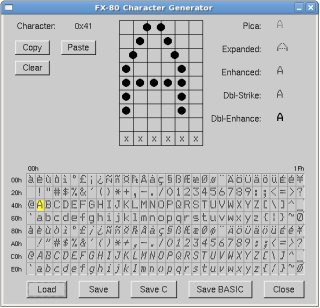 FX-80 Character Generator
Character: 0x41
Pica: A
Copy Paste
Expanded: A
Clear
Enhanced: A
Dbl-Strike: A
Dbl-Enhance: A
X X X X X X X
00h 1Fh
00h
20h !"#$%&'()*+,-./0123456789:;<=>?
40h @ABCDEFGHIJKLMNOPQRSTUVWXYZ[\]^_
60h `abcdefghijklmnopqrstuvwxyz{|}~
80h
A0h !"#$%&'()*+,-./0123456789:;<=>?
C0h @ABCDEFGHIJKLMNOPQRSTUVWXYZ[\]^_
E0h `abcdefghijklmnopqrstuvwxyz{|}~
Load Save Save C Save BASIC Close